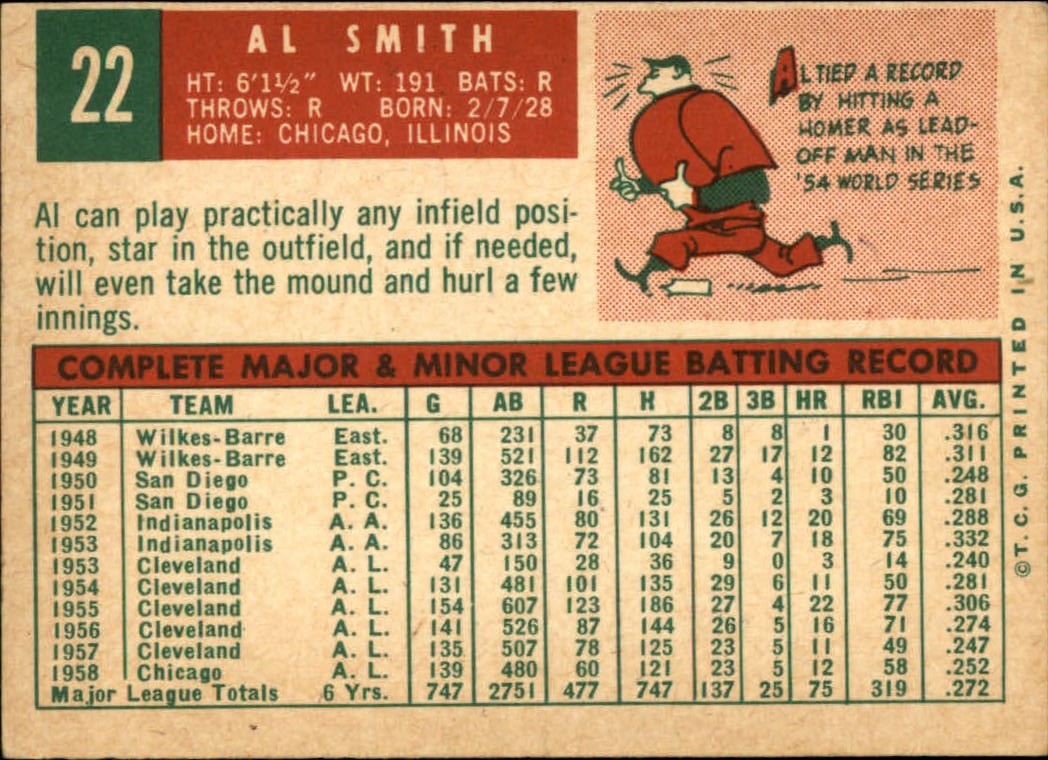 22
AL SMITH
HT: 6'1½" WT: 191 BATS: R
THROWS: R BORN: 2/7/28
HOME: CHICAGO, ILLINOIS
AL TIED A RECORD
BY HITTING A
HOMER AS LEAD-
OFF MAN IN THE
'54 WORLD SERIES
Al can play practically any infield posi-
tion, star in the outfield, and if needed,
will even take the mound and hurl a few
innings.
COMPLETE MAJOR & MINOR LEAGUE BATTING RECORD
YEAR TEAM LEA. G AB R H 2B 3B HR RBI AVG.
1948 Wilkes-Barre East. 68 231 37 73 8 8 1 30 .316
1949 Wilkes-Barre East. 139 521 112 162 27 17 12 82 .311
1950 San Diego P. C. 104 326 73 81 13 4 10 50 .248
1951 San Diego P. C. 25 89 16 25 5 2 3 10 .281
1952 Indianapolis A. A. 136 455 80 131 26 12 20 69 .288
1953 Indianapolis A. A. 86 313 72 104 20 7 18 75 .332
1953 Cleveland A. L. 47 150 28 36 9 0 3 14 .240
1954 Cleveland A. L. 131 481 101 135 29 6 11 50 .281
1955 Cleveland A. L. 154 607 123 186 27 4 22 77 .306
1956 Cleveland A. L. 141 526 87 144 26 5 16 71 .274
1957 Cleveland A. L. 135 507 78 125 23 5 11 49 .247
1958 Chicago A. L. 139 480 60 121 23 5 12 58 .252
Major League Totals 6 Yrs. 747 2751 477 747 137 25 75 319 .272
©T. C. G. PRINTED IN U.S.A.